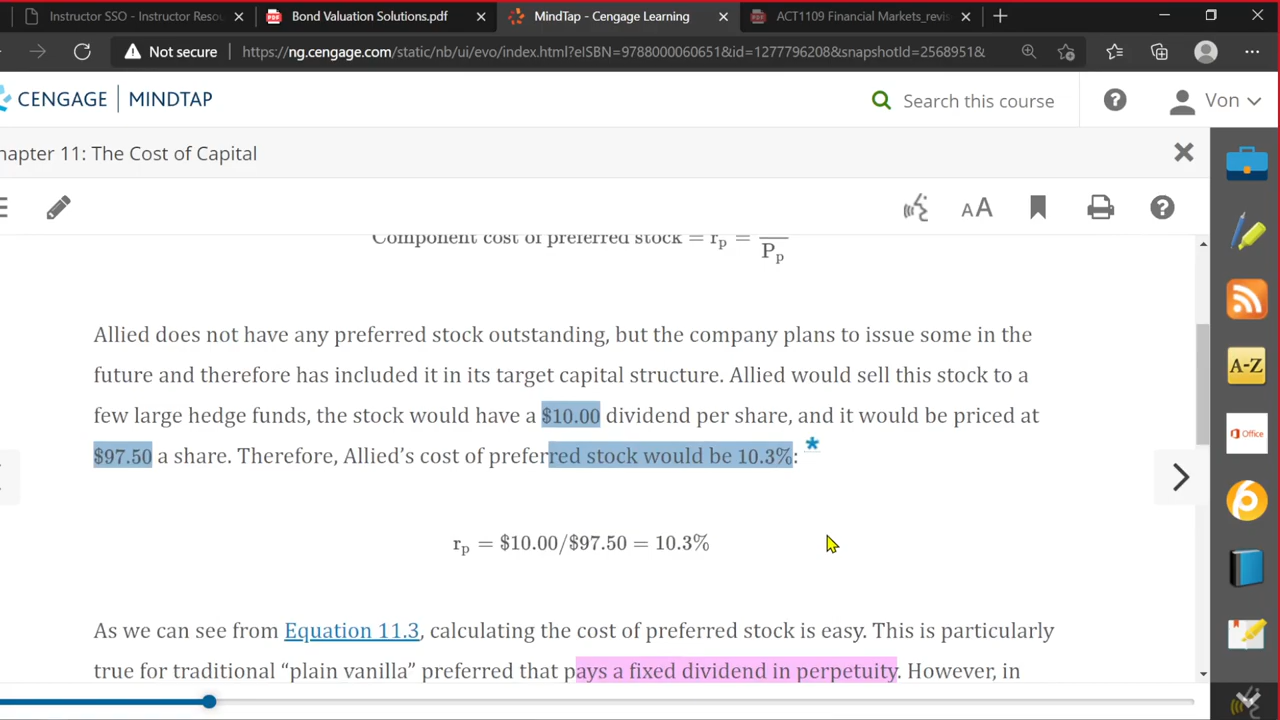 Instructor SSO - Instructor Resou
Bond Valuation Solutions.pdf
MindTap - Cengage Learning
ACT1109 Financial Markets_revis
Not secure
https://ng.cengage.com/static/nb/ui/evo/index.html?eISBN=9788000060651&id=1277796208&snapshotId=2568951&
CENGAGE | MINDTAP
Search this course
Von
hapter 11: The Cost of Capital
AA
Component cost of preferred stock = rp =
Pp
Allied does not have any preferred stock outstanding, but the company plans to issue some in the
future and therefore has included it in its target capital structure. Allied would sell this stock to a
few large hedge funds, the stock would have a $10.00 dividend per share, and it would be priced at
$97.50 a share. Therefore, Allied’s cost of preferred stock would be 10.3%: *
rp = $10.00/$97.50 = 10.3%
As we can see from Equation 11.3, calculating the cost of preferred stock is easy. This is particularly
true for traditional “plain vanilla” preferred that pays a fixed dividend in perpetuity. However, in
A-Z
Office